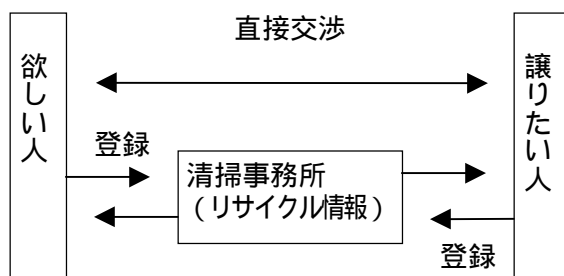 直接交渉
欲しい人
譲りたい人
登録
清掃事務所
（リサイクル情報）
登録